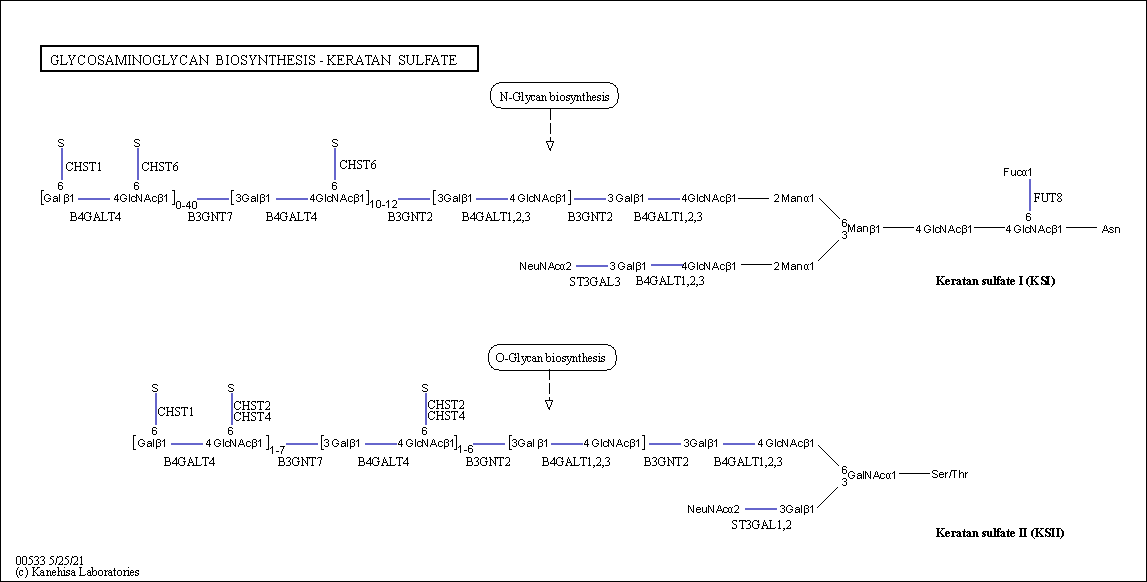 GLYCOSAMINOGLYCAN BIOSYNTHESIS - KERATAN SULFATE
N-Glycan biosynthesis
S S S
CHST1 CHST6 CHST6
Fucα1
FUT8
6 6 6 6
[Galβ1 4GlcNAcβ1]0-40 [3Galβ1 4GlcNAcβ1]10-12 [3Galβ1 4GlcNAcβ1] 3Galβ1 4GlcNAcβ1 2Manα1
B4GALT4 B3GNT7 B4GALT4 B3GNT2 B4GALT1,2,3 B3GNT2 B4GALT1,2,3
6
3 Manβ1 4GlcNAcβ1 4GlcNAcβ1 Asn
NeuNAcα2 3Galβ1 4GlcNAcβ1 2Manα1
ST3GAL3 B4GALT1,2,3
Keratan sulfate I (KSI)
O-Glycan biosynthesis
S S S
CHST1 CHST2 CHST2
CHST4 CHST4
6 6 6
[Galβ1 4GlcNAcβ1]1-7 [3Galβ1 4GlcNAcβ1]1-6 [3Galβ1 4GlcNAcβ1] 3Galβ1 4GlcNAcβ1
B4GALT4 B3GNT7 B4GALT4 B3GNT2 B4GALT1,2,3 B3GNT2 B4GALT1,2,3
6
3 GalNAcα1 Ser/Thr
NeuNAcα2 3Galβ1
ST3GAL1,2
Keratan sulfate II (KSII)
00533 5/25/21
(c) Kanehisa Laboratories